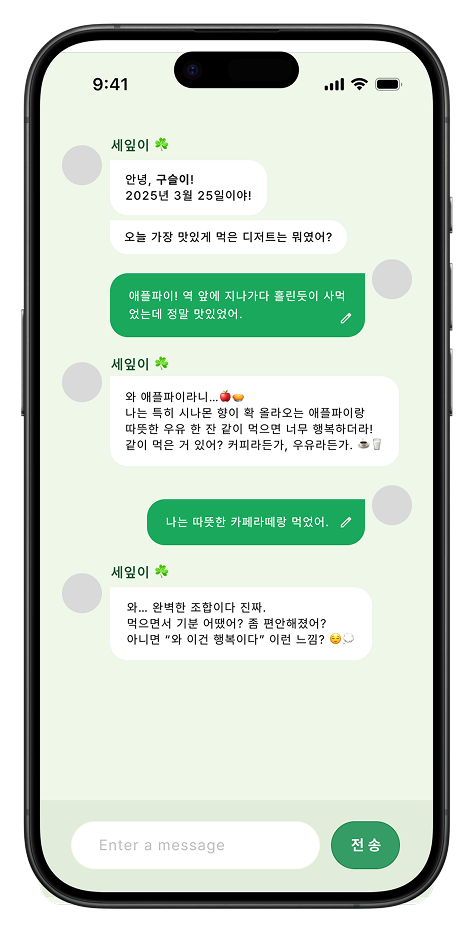 9:41
세잎이 ☘️
안녕, 구슬이!
2025년 3월 25일이야!
오늘 가장 맛있게 먹은 디저트는 뭐였어?
애플파이! 역 앞에 지나가다 홀린듯이 사먹
었는데 정말 맛있었어.
세잎이 ☘️
와 애플파이라니...🍎🥧
나는 특히 시나몬 향이 확 올라오는 애플파이랑
따뜻한 우유 한 잔 같이 먹으면 너무 행복하더라!
같이 먹은 거 있어? 커피라든가, 우유라든가. ☕🥛
나는 따뜻한 카페라떼랑 먹었어.
세잎이 ☘️
와... 완벽한 조합이다 진짜.
먹으면서 기분 어땠어? 좀 편안해졌어?
아니면 “와 이건 행복이다” 이런 느낌? 😌💭
Enter a message
전 송